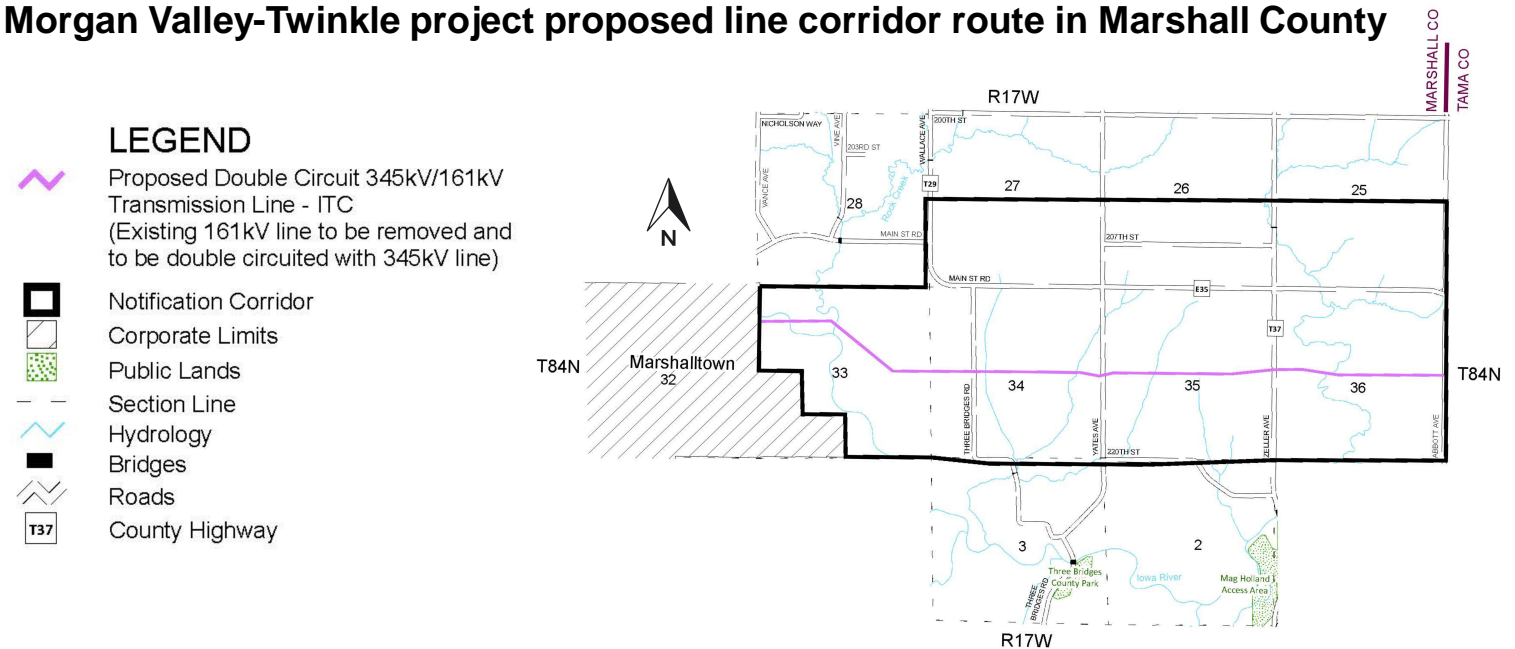 Morgan Valley-Twinkle project proposed line corridor route in Marshall County
MARSHALL CO
TAMA CO
LEGEND
Proposed Double Circuit 345kV/161kV
Transmission Line - ITC
(Existing 161kV line to be removed and
to be double circuited with 345kV line)
Notification Corridor
Corporate Limits
Public Lands
Section Line
Hydrology
Bridges
Roads
T37
County Highway
N
R17W
NICHOLSON WAY
VINE AVE
203RD ST
VANCE AVE
WALLACE AVE
200TH ST
T29
28
Rock Creek
27
26
25
MAIN ST RD
207TH ST
MAIN ST RD
E35
T37
T84N
Marshalltown
32
33
34
35
36
T84N
THREE BRIDGES RD
YATES AVE
220TH ST
ZELLER AVE
ABBOTT AVE
3
2
Three Bridges
County Park
THREE
BRIDGES RD
Iowa River
Mag Holland
Access Area
R17W